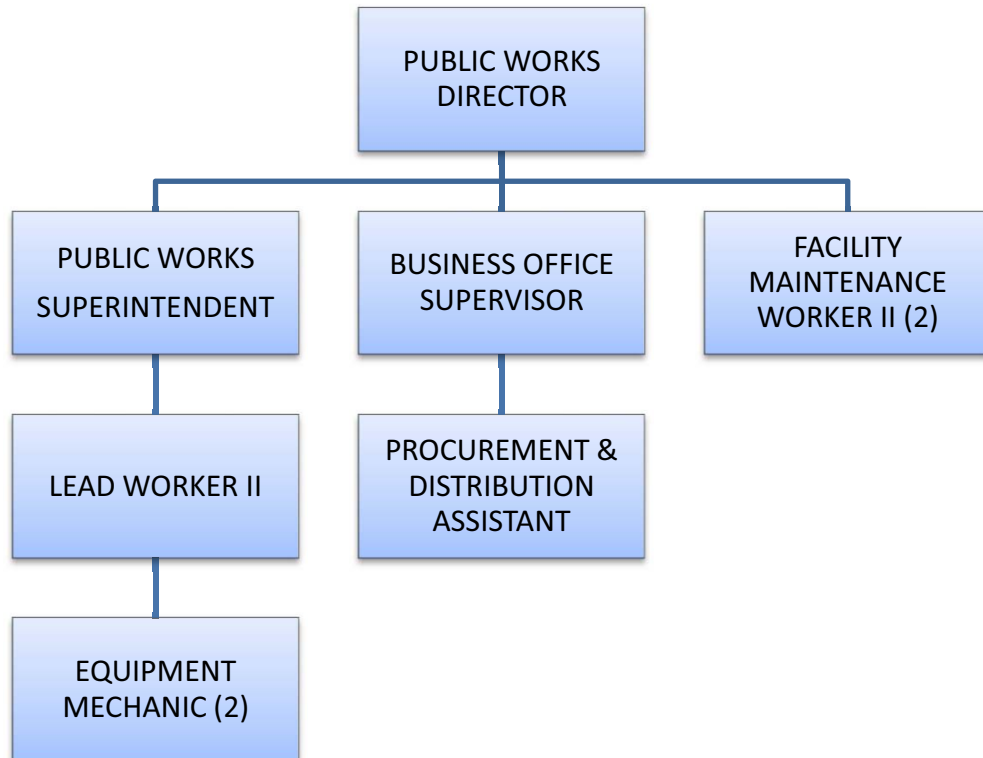 PUBLIC WORKS
DIRECTOR
PUBLIC WORKS
SUPERINTENDENT
BUSINESS OFFICE
SUPERVISOR
FACILITY
MAINTENANCE
WORKER II (2)
LEAD WORKER II
PROCUREMENT &
DISTRIBUTION
ASSISTANT
EQUIPMENT
MECHANIC (2)